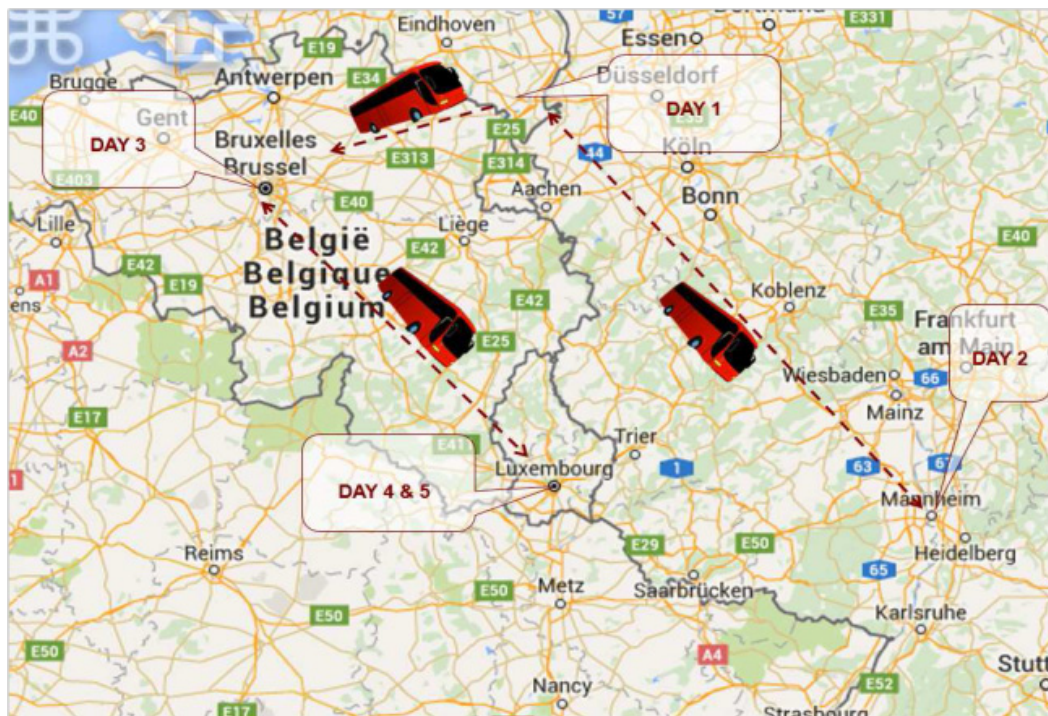 57
E331
Dortmund
Eindhoven
Essen
E19
Brugge
Antwerpen
E34
Düsseldorf
DAY 1
E40
Gent
DAY 3
Bruxelles
Brussel
E25
E313
E314
44
Köln
E403
Aachen
Bonn
E40
Lille
Liège
E42
E40
België
Belgique
Belgium
E42
E19
A1
ens
E42
Koblenz
E35
Frankfurt
am Main
A2
E25
DAY 2
Wiesbaden
66
Mainz
E17
Trier
Luxembourg
1
63
67
DAY 4 & 5
Mannheim
Reims
E29
E50
Heidelberg
65
E50
Metz
Saarbrücken
E50
Karlsruhe
E50
A4
Stutt
Nancy
E52
E17
Strasbourg